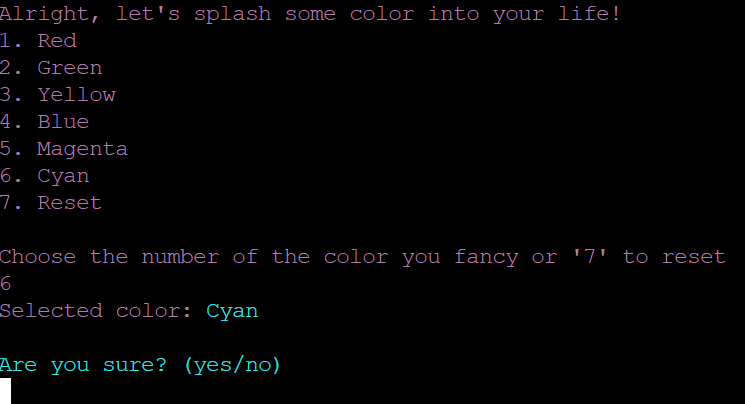 Alright, let's splash some color into your life!
1. Red
2. Green
3. Yellow
4. Blue
5. Magenta
6. Cyan
7. Reset
Choose the number of the color you fancy or '7' to reset
6
Selected color: Cyan
Are you sure? (yes/no)